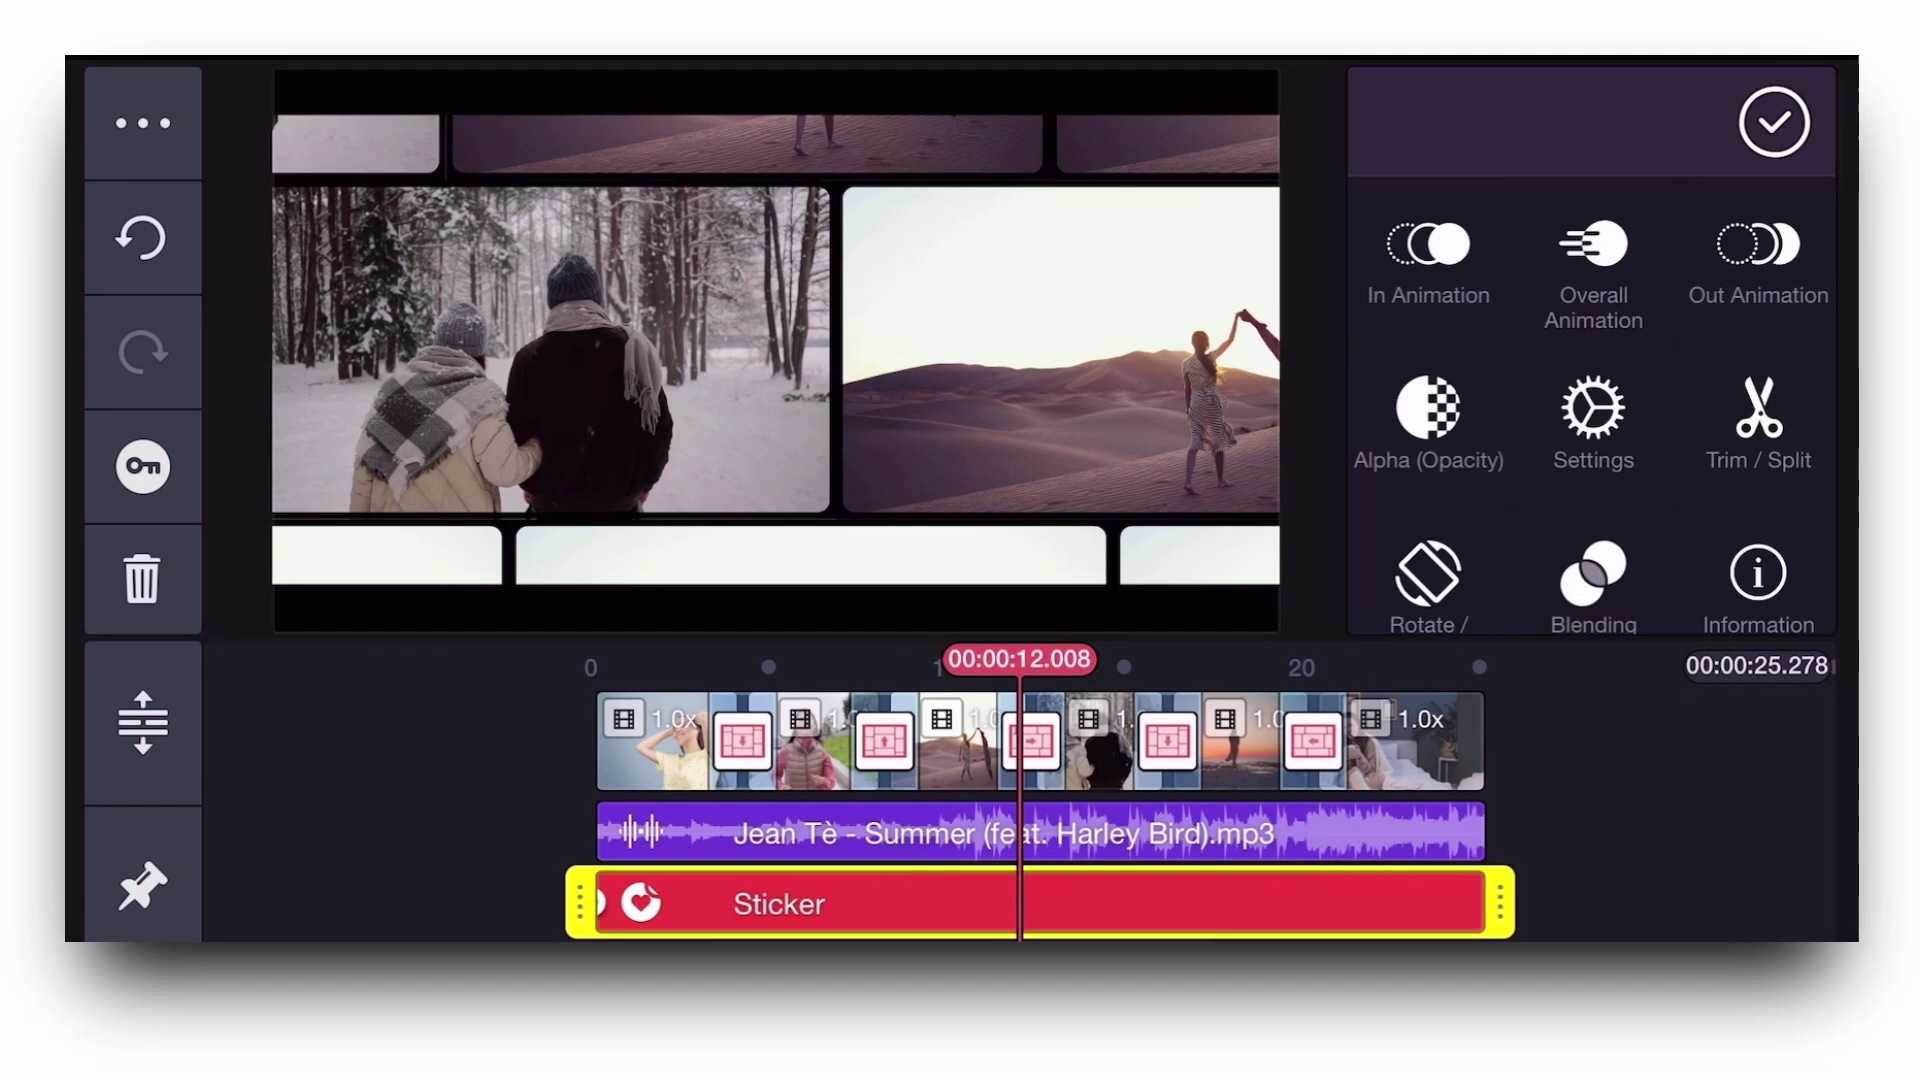 In Animation
Overall
Animation
Out Animation
Alpha (Opacity)
Settings
Trim / Split
Rotate /
Blending
Information
0
00:00:12.008
20
00:00:25.278
1.0x
1.0x
Jean Tè - Summer (feat. Harley Bird).mp3
Sticker